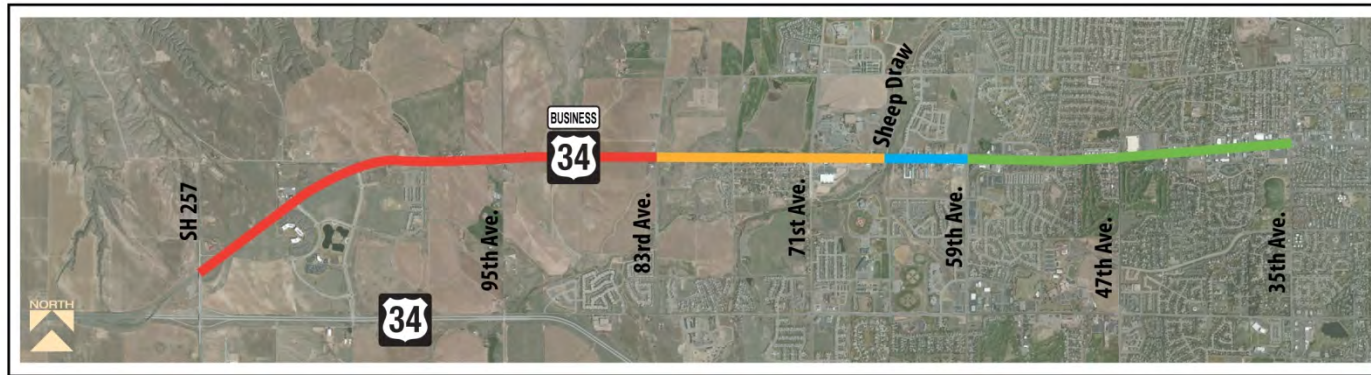 BUSINESS
34
Sheep Draw
SH 257
95th Ave.
83rd Ave.
71st Ave.
59th Ave.
47th Ave.
35th Ave.
NORTH
34